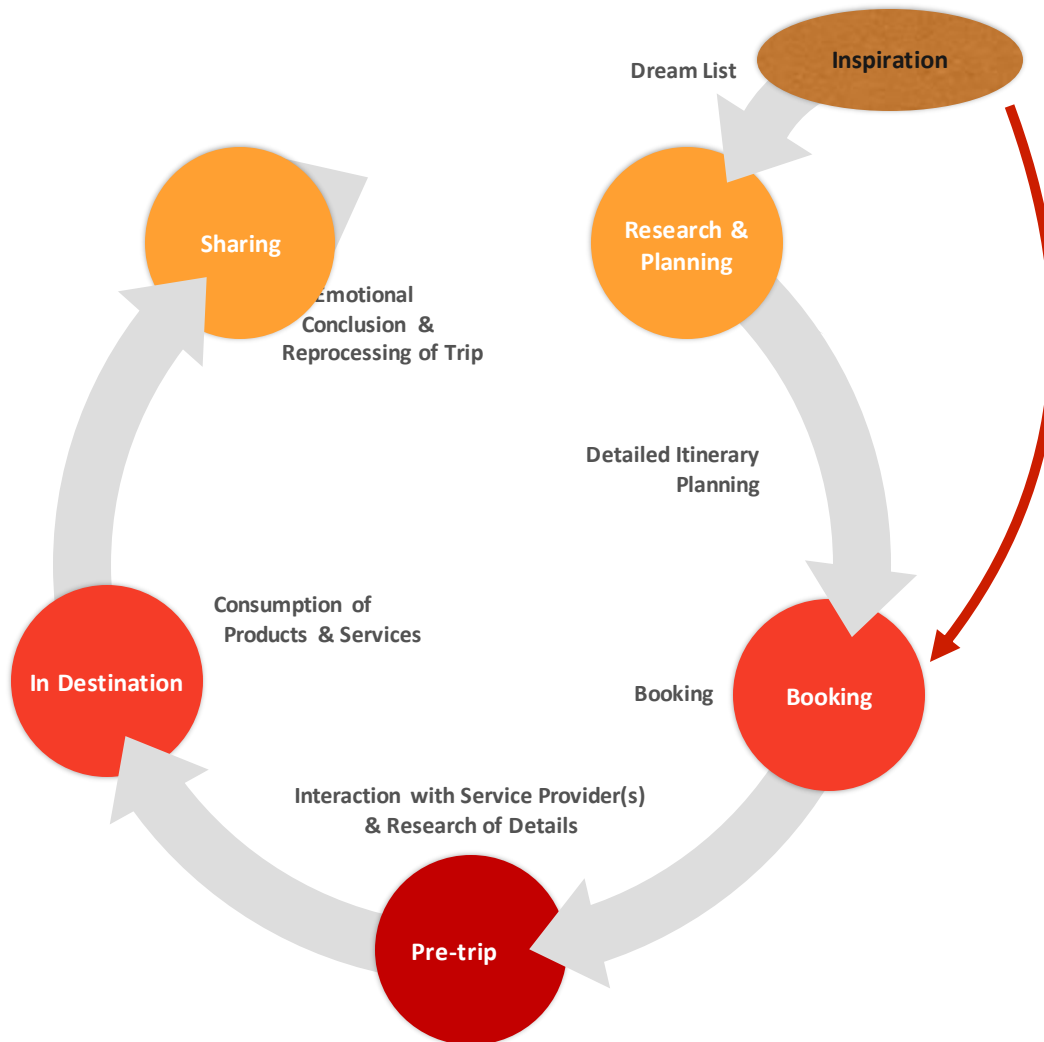 Inspiration
Dream List
Research &
Planning
Detailed Itinerary
Planning
Booking
Booking
Interaction with Service Provider(s)
& Research of Details
Pre-trip
In Destination
Consumption of
Products & Services
Sharing
Emotional
Conclusion &
Reprocessing of Trip